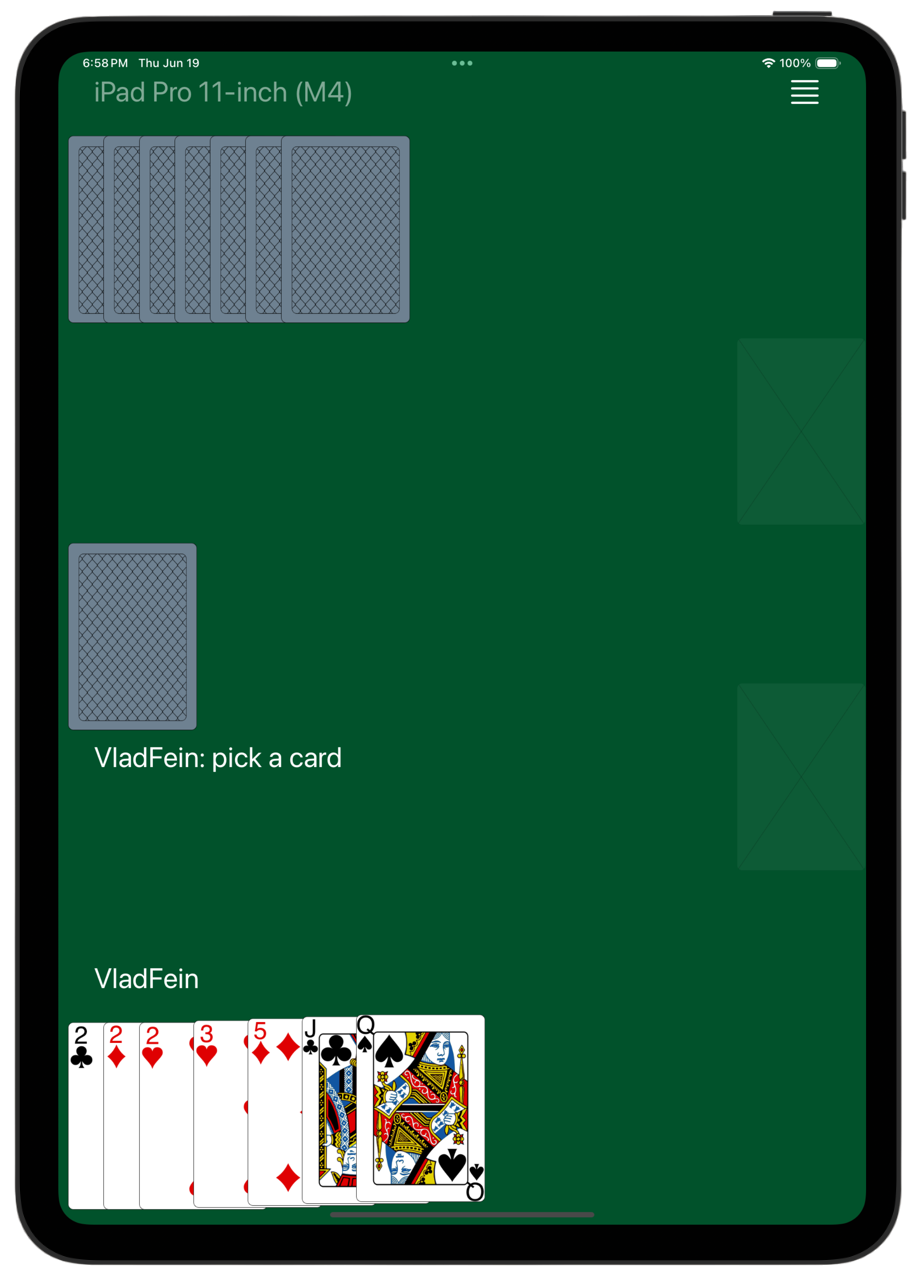 6:58 PM Thu Jun 19 100%
iPad Pro 11-inch (M4)
VladFein: pick a card
VladFein
2 2 2 3 5 J Q
Q